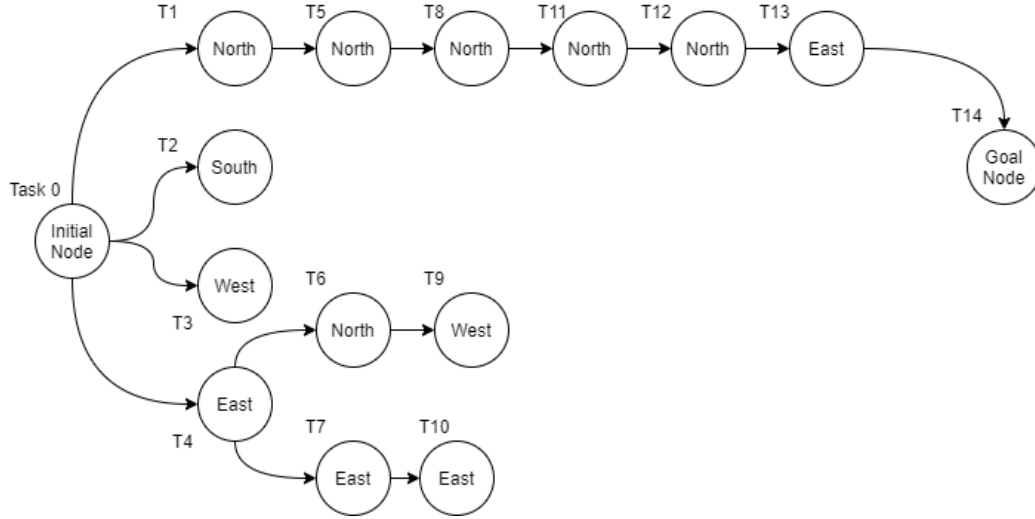 T1 T5 T8 T11 T12 T13
North North North North North East
T14
Goal
Node
T2
South
Task 0
Initial
Node
West
T3
T6 T9
North West
East
T4
T7 T10
East East